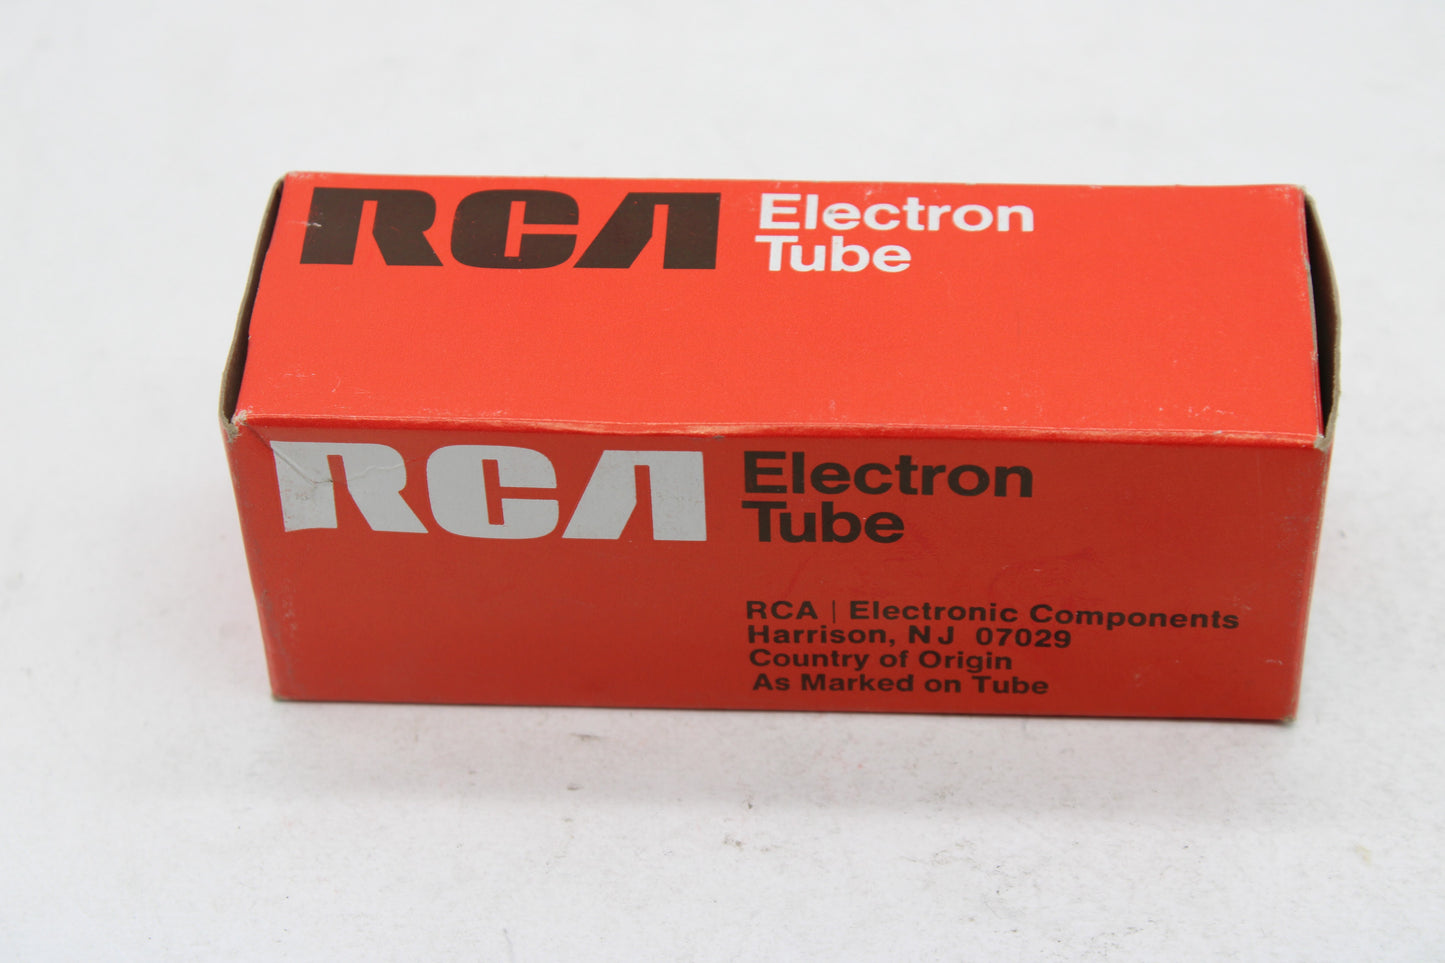 RCA Electron
Tube
RCA Electron
Tube
RCA | Electronic Components
Harrison, NJ 07029
Country of Origin
As Marked on Tube